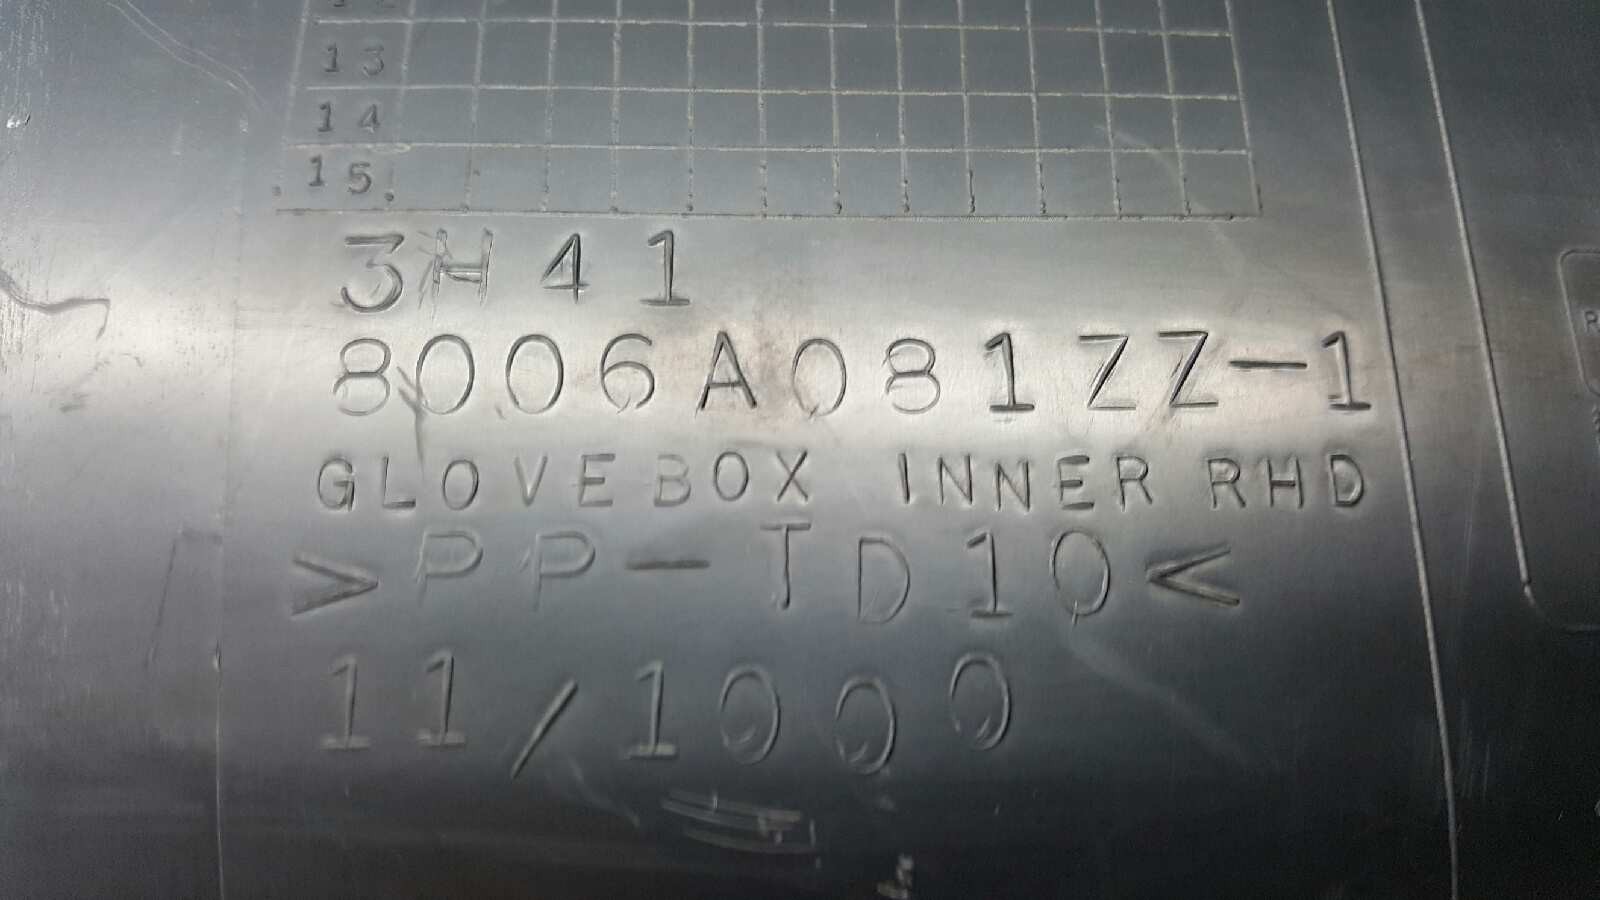 13
14
15
3H41
8006A081ZZ-1
GLOVEBOX INNER RHD
>PP-TD10<
11/1000